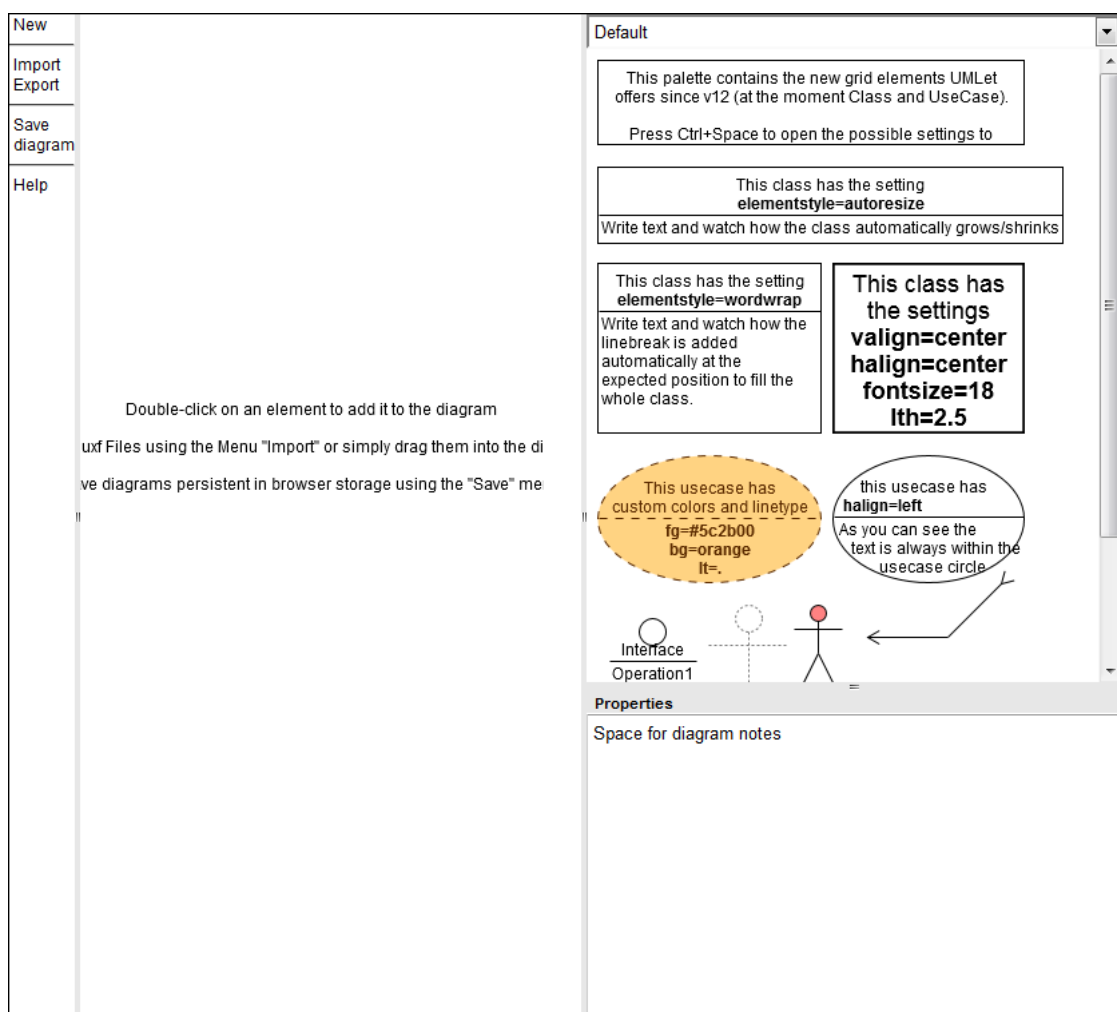 New
Import
Export
Save
diagram
Help
Double-click on an element to add it to the diagram
uxf Files using the Menu "Import" or simply drag them into the di
ve diagrams persistent in browser storage using the "Save" me
Default
This palette contains the new grid elements UMLet
offers since v12 (at the moment Class and UseCase).
Press Ctrl+Space to open the possible settings to
This class has the setting
elementstyle=autoresize
Write text and watch how the class automatically grows/shrinks
This class has the setting
elementstyle=wordwrap
Write text and watch how the
linebreak is added
automatically at the
expected position to fill the
whole class.
This class has
the settings
valign=center
halign=center
fontsize=18
lth=2.5
This usecase has
custom colors and linetype
fg=#5c2b00
bg=orange
lt=.
this usecase has
halign=left
As you can see the
text is always within the
usecase circle
Interface
Operation1
Properties
Space for diagram notes